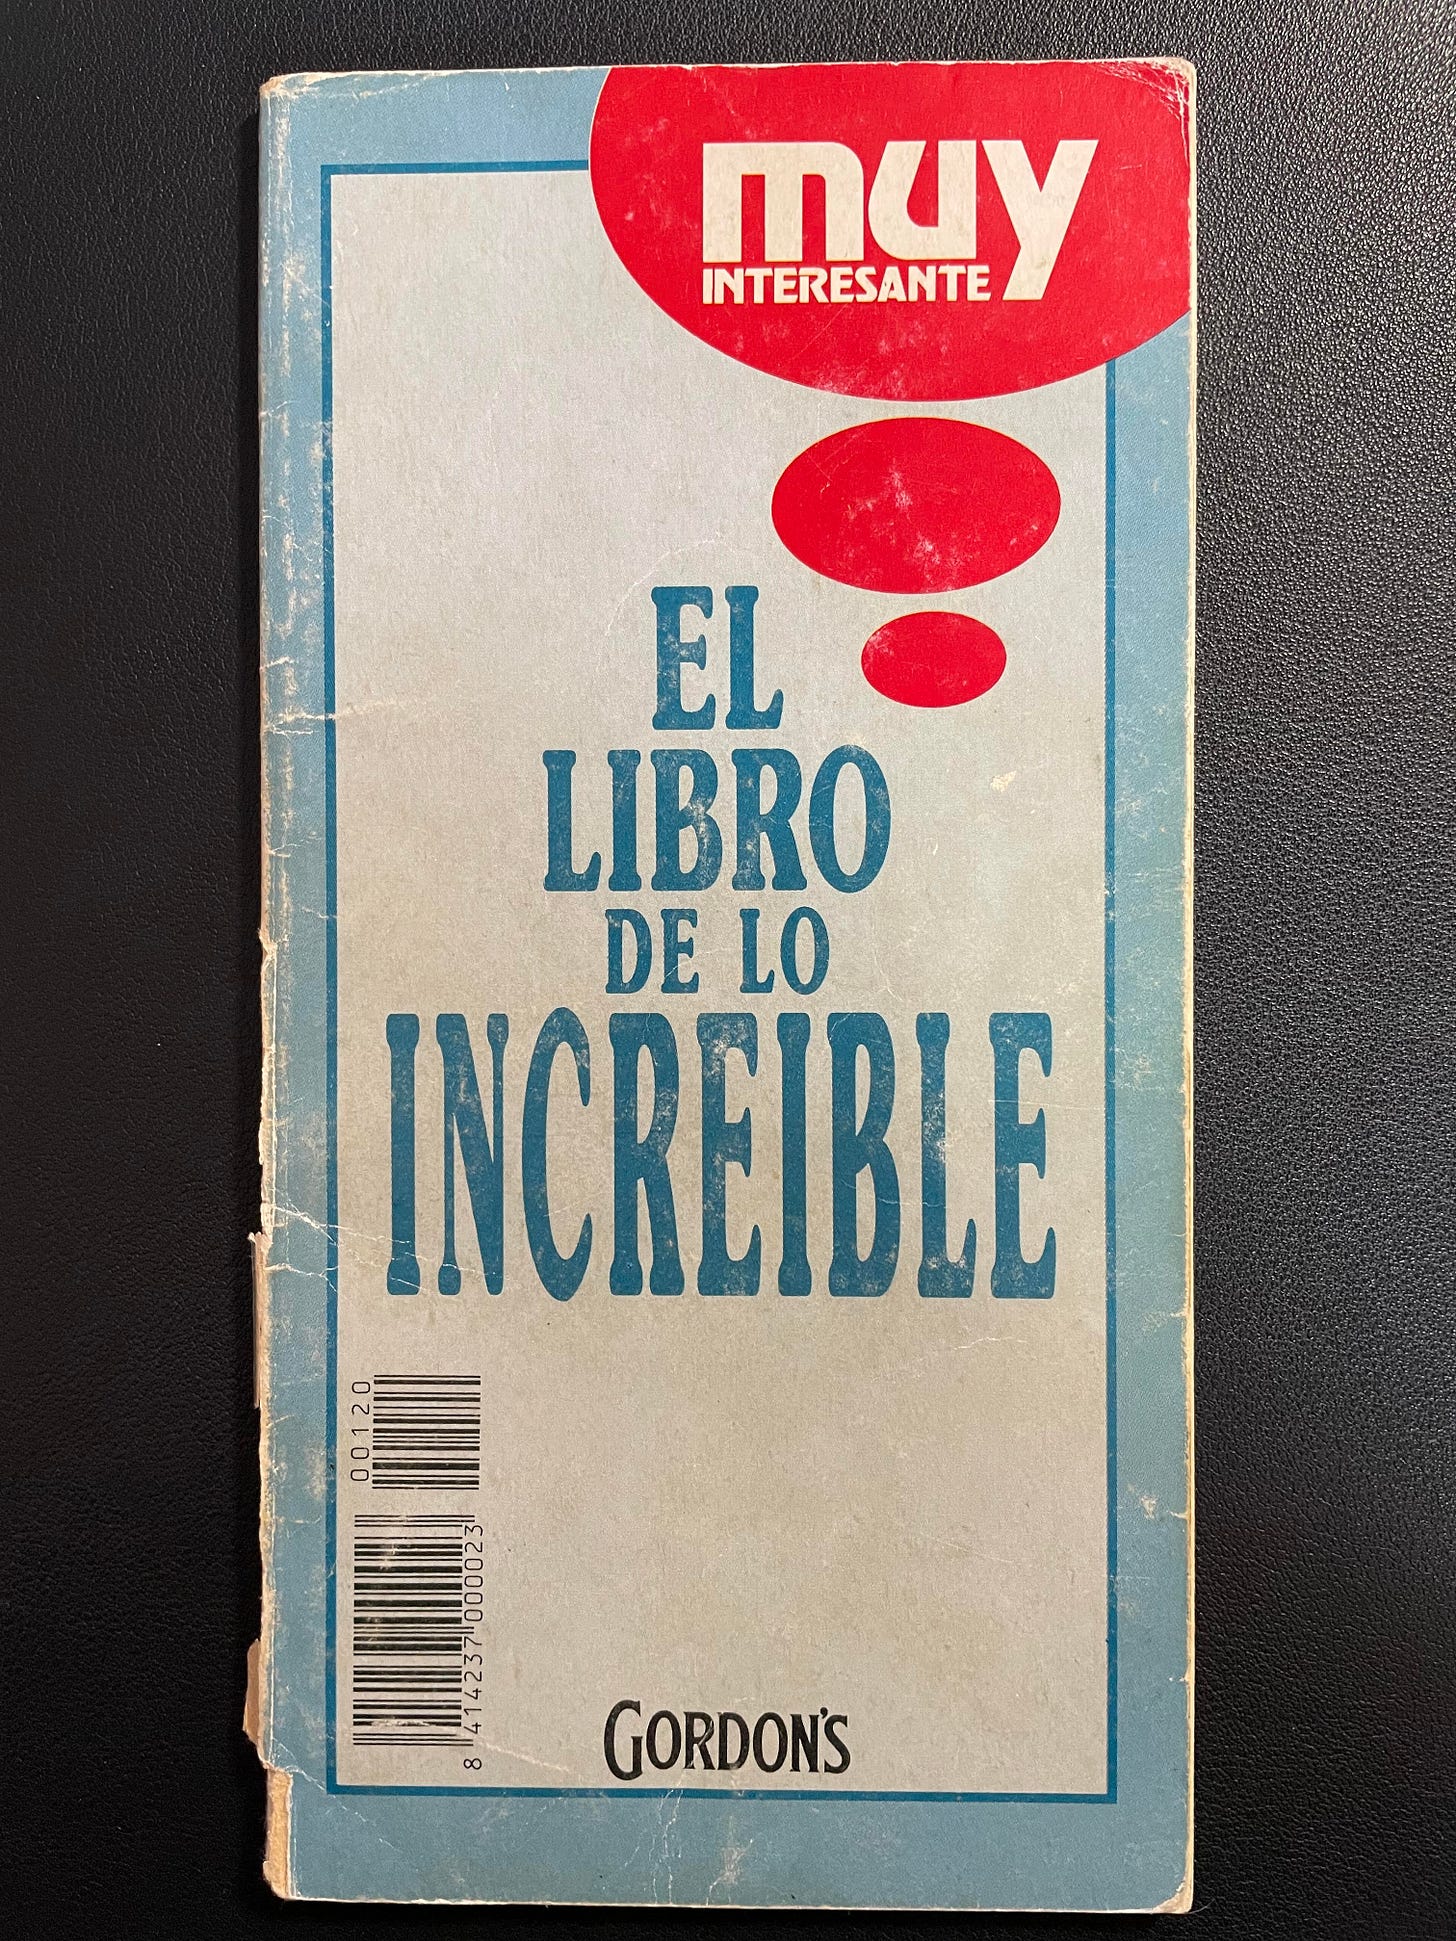 muy
INTERESANTE
EL
LIBRO
DE LO
INCREIBLE
00120
8 414237 000023
GORDON'S